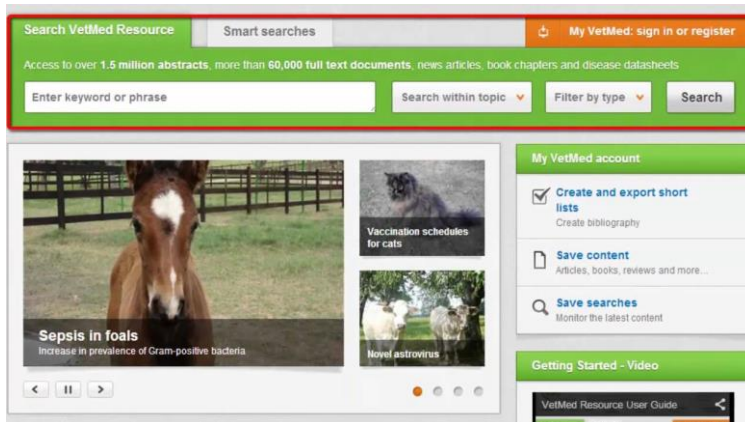 Search VetMed Resource
Smart searches
My VetMed: sign in or register
Access to over 1.5 million abstracts, more than 60,000 full text documents, news articles, book chapters and disease datasheets
Enter keyword or phrase
Search within topic
Filter by type
Search
Sepsis in foals
Increase in prevalence of Gram-positive bacteria
Vaccination schedules
for cats
Novel astrovirus
My VetMed account
Create and export short
lists
Create bibliography
Save content
Articles, books, reviews and more...
Save searches
Monitor the latest content
Getting Started - Video
VetMed Resource User Guide